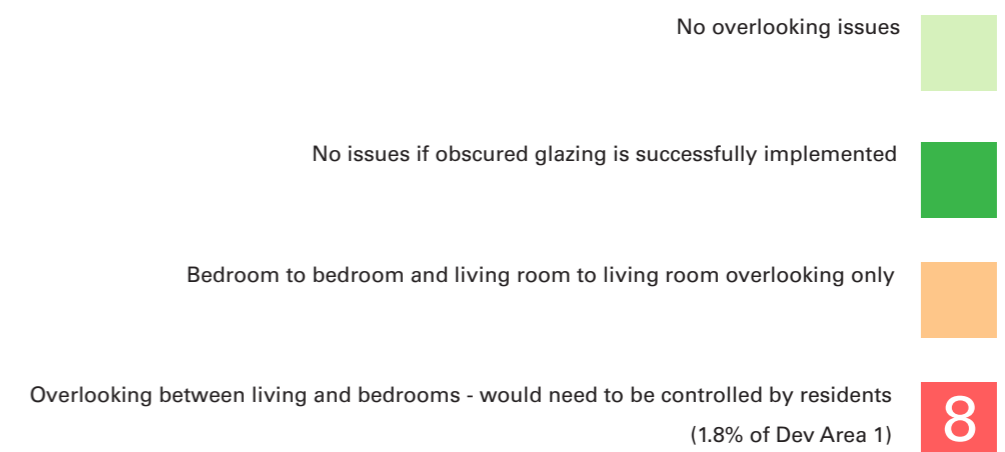 No overlooking issues
No issues if obscured glazing is successfully implemented
Bedroom to bedroom and living room to living room overlooking only
Overlooking between living and bedrooms - would need to be controlled by residents
(1.8% of Dev Area 1)
8